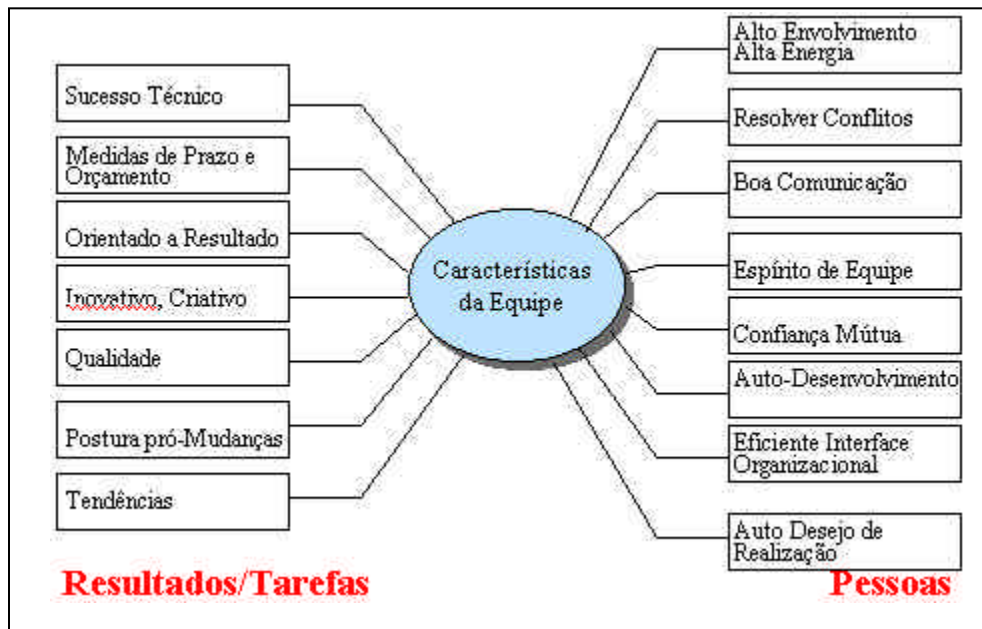 Sucesso Técnico
Medidas de Prazo e
Orçamento
Orientado a Resultado
Inovativo, Criativo
Qualidade
Postura pró-Mudanças
Tendências
Resultados/Tarefas
Características
da Equipe
Alto Envolvimento
Alta Energia
Resolver Conflitos
Boa Comunicação
Espírito de Equipe
Confiança Mútua
Auto-Desenvolvimento
Eficiente Interface
Organizacional
Auto Desejo de
Realização
Pessoas